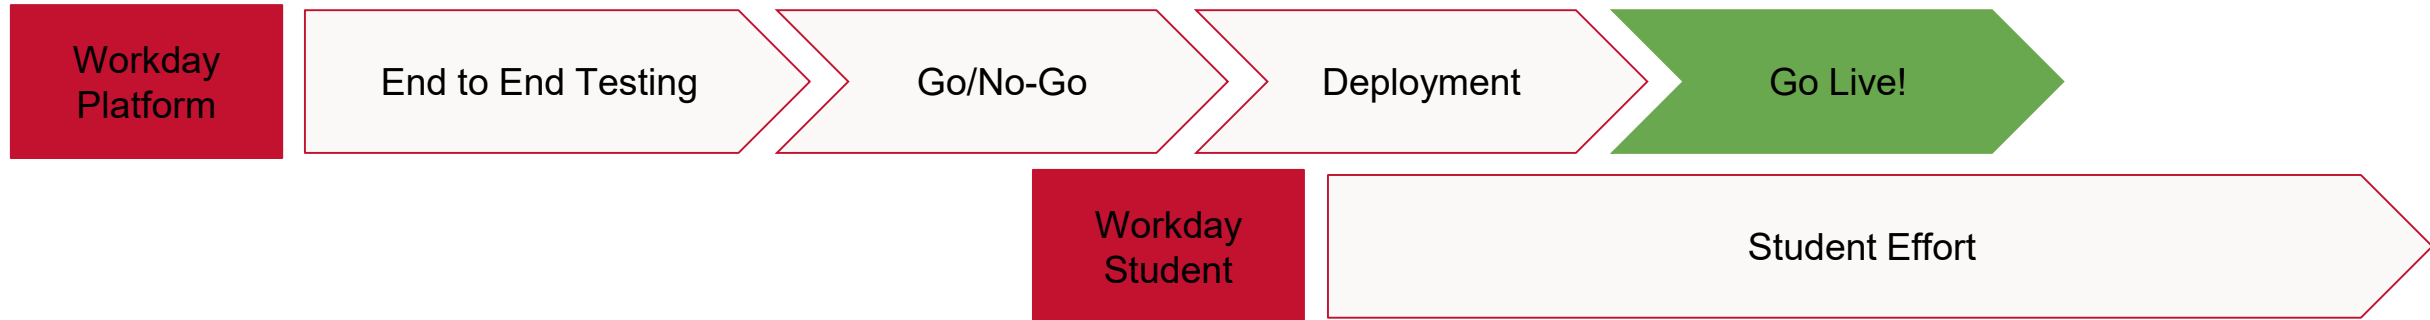 Workday
Platform
End to End Testing
Go/No-Go
Deployment
Go Live!
Workday
Student
Student Effort